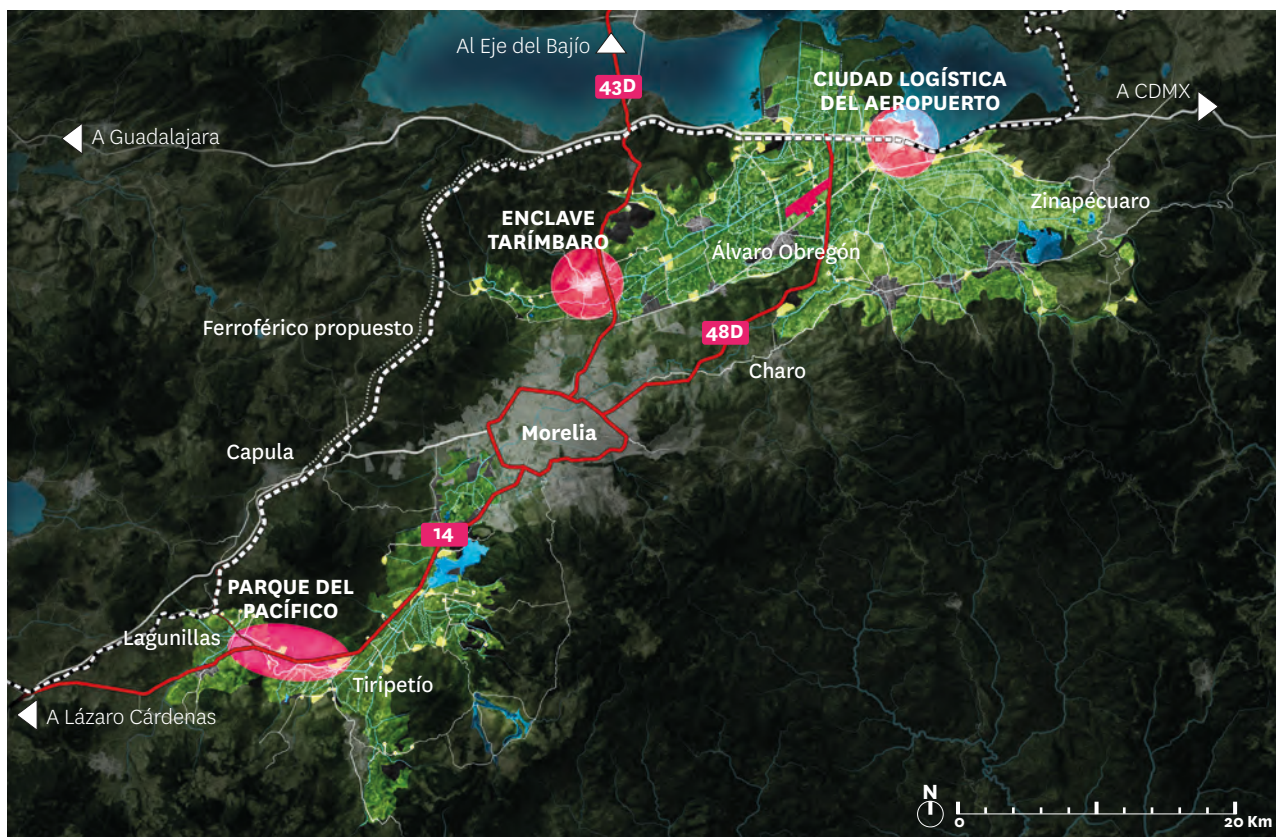 Al Eje del Bajío
43D
CIUDAD LOGÍSTICA
DEL AEROPUERTO
A CDMX
A Guadalajara
Zinapécuaro
ENCLAVE
TARÍMBARO
Álvaro Obregón
Ferroférico propuesto
48D
Charo
Morelia
Capula
14
PARQUE DEL
PACÍFICO
Lagunillas
Tiripetío
A Lázaro Cárdenas
N
0
20 Km